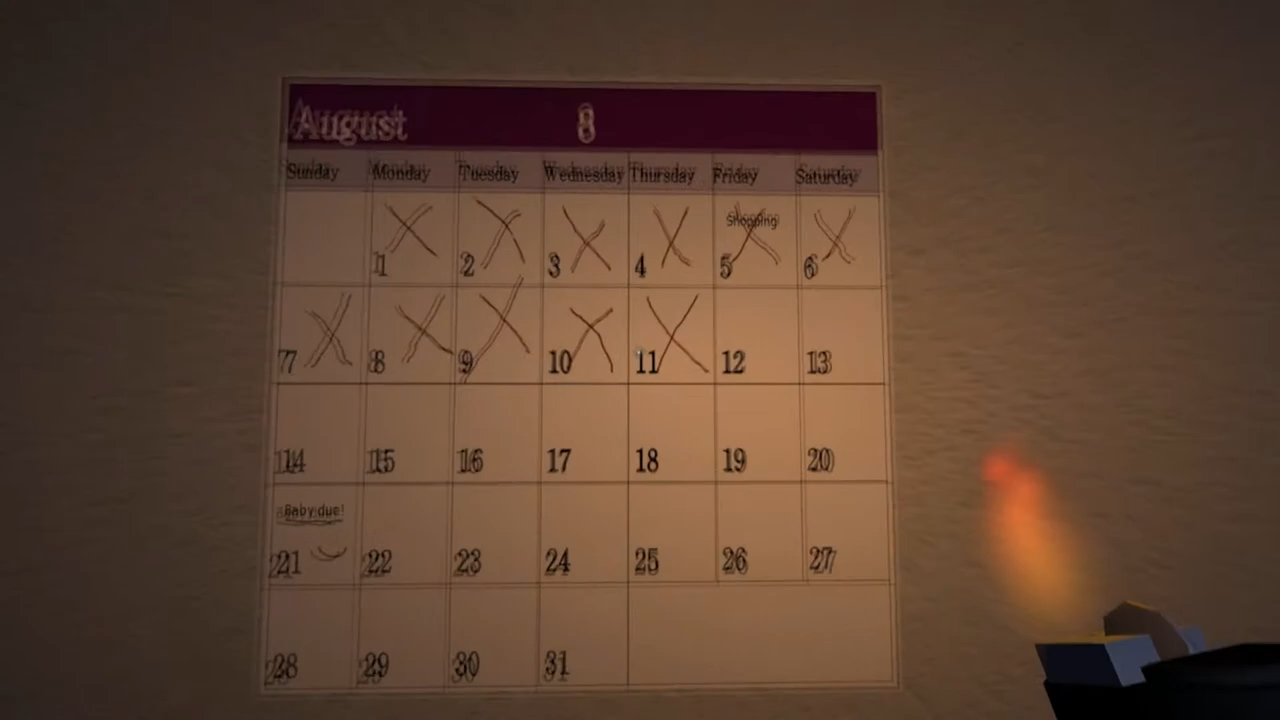 August 8
Sunday Monday Tuesday Wednesday Thursday Friday Saturday
Shopping
1 2 3 4 5 6
7 8 9 10 11 12 13
14 15 16 17 18 19 20
Baby due!
21 22 23 24 25 26 27
28 29 30 31